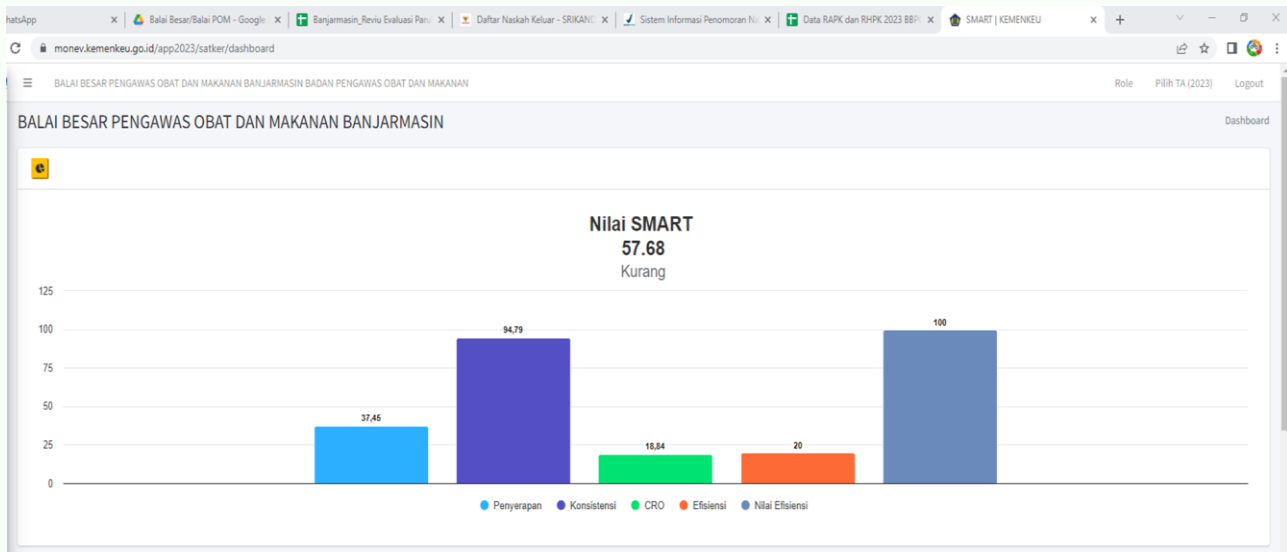 hatsApp
Balai Besar/Balai POM - Google
Banjarmasin_Reviu Evaluasi Paru
Daftar Naskah Keluar - SRIKAND
Sistem Informasi Penomoran Na
Data RAPK dan RHPK 2023 BBPO
SMART | KEMENKEU
monev.kemenkeu.go.id/app2023/satker/dashboard
BALAI BESAR PENGAWAS OBAT DAN MAKANAN BANJARMASIN BADAN PENGAWAS OBAT DAN MAKANAN
Role Pilih TA (2023) Logout
BALAI BESAR PENGAWAS OBAT DAN MAKANAN BANJARMASIN
Dashboard
Nilai SMART
57.68
Kurang
125
100
75
50
25
0
37,45
94,79
18,84
20
100
Penyerapan Konsistensi CRO Efisiensi Nilai Efisiensi